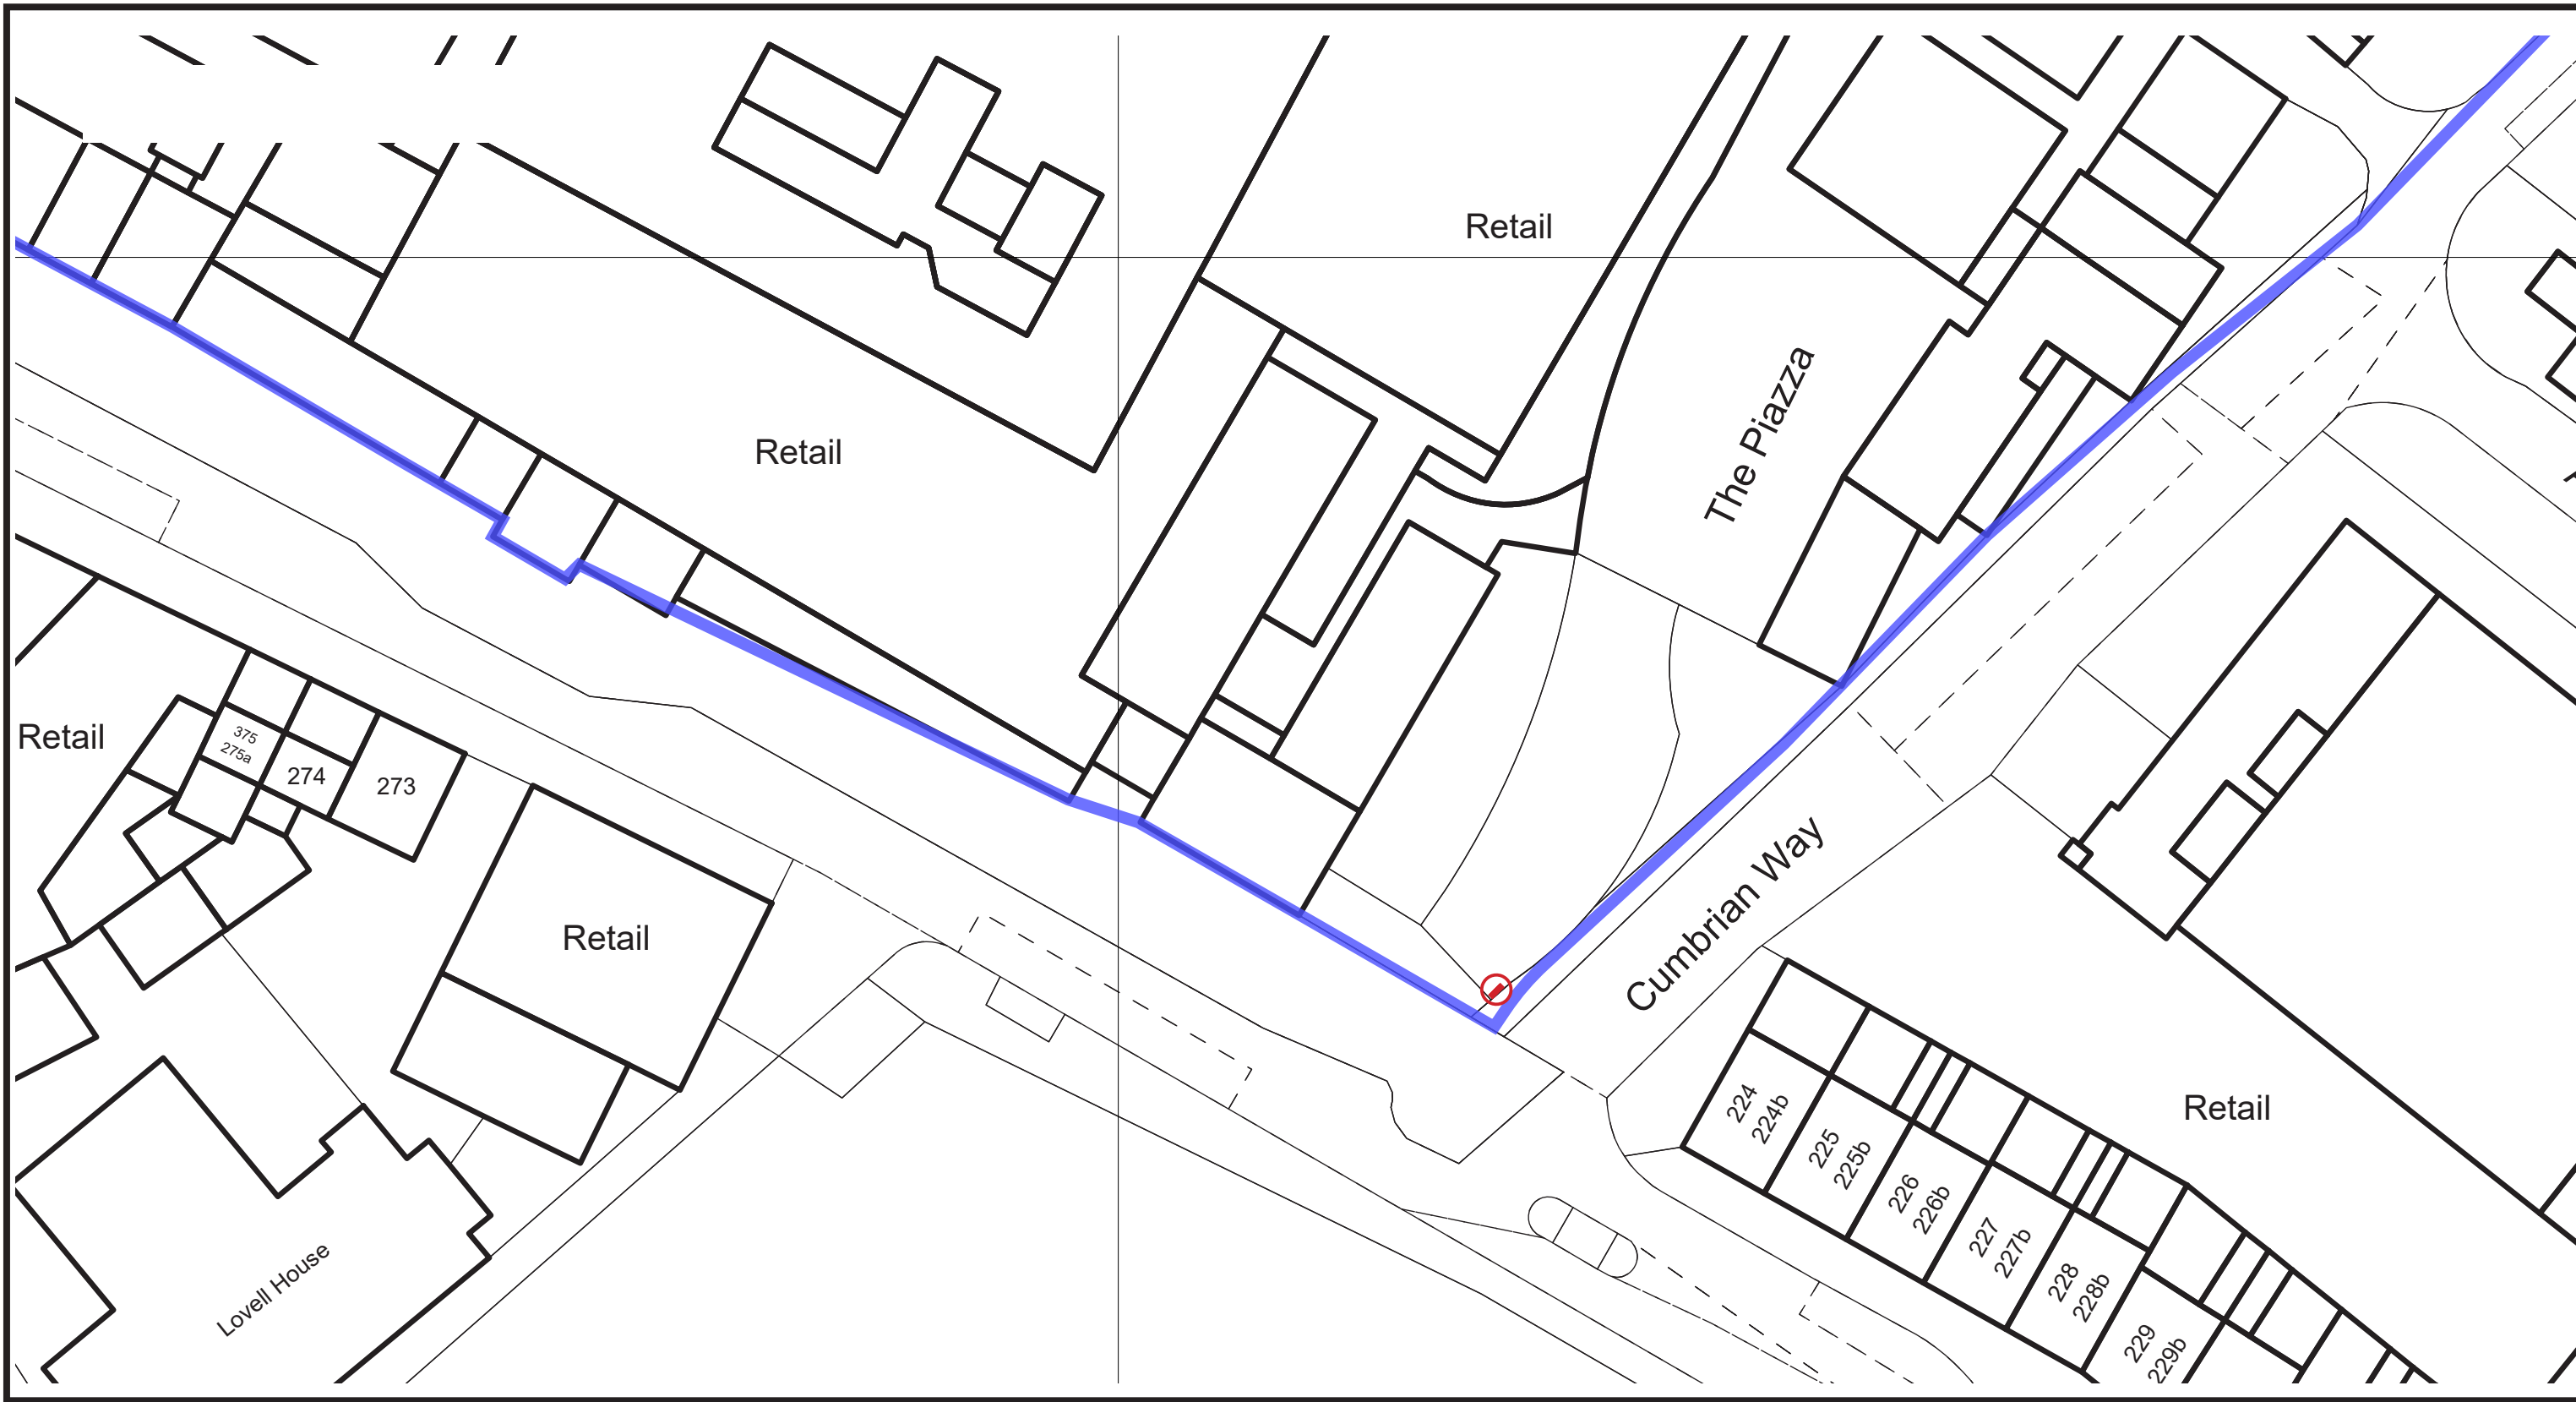 Retail
The Piazza
Retail
Retail
375
275a
274
273
Retail
Cumbrian Way
Retail
224
224b
225
225b
226
226b
227
227b
228
228b
229
229b
Lovell House